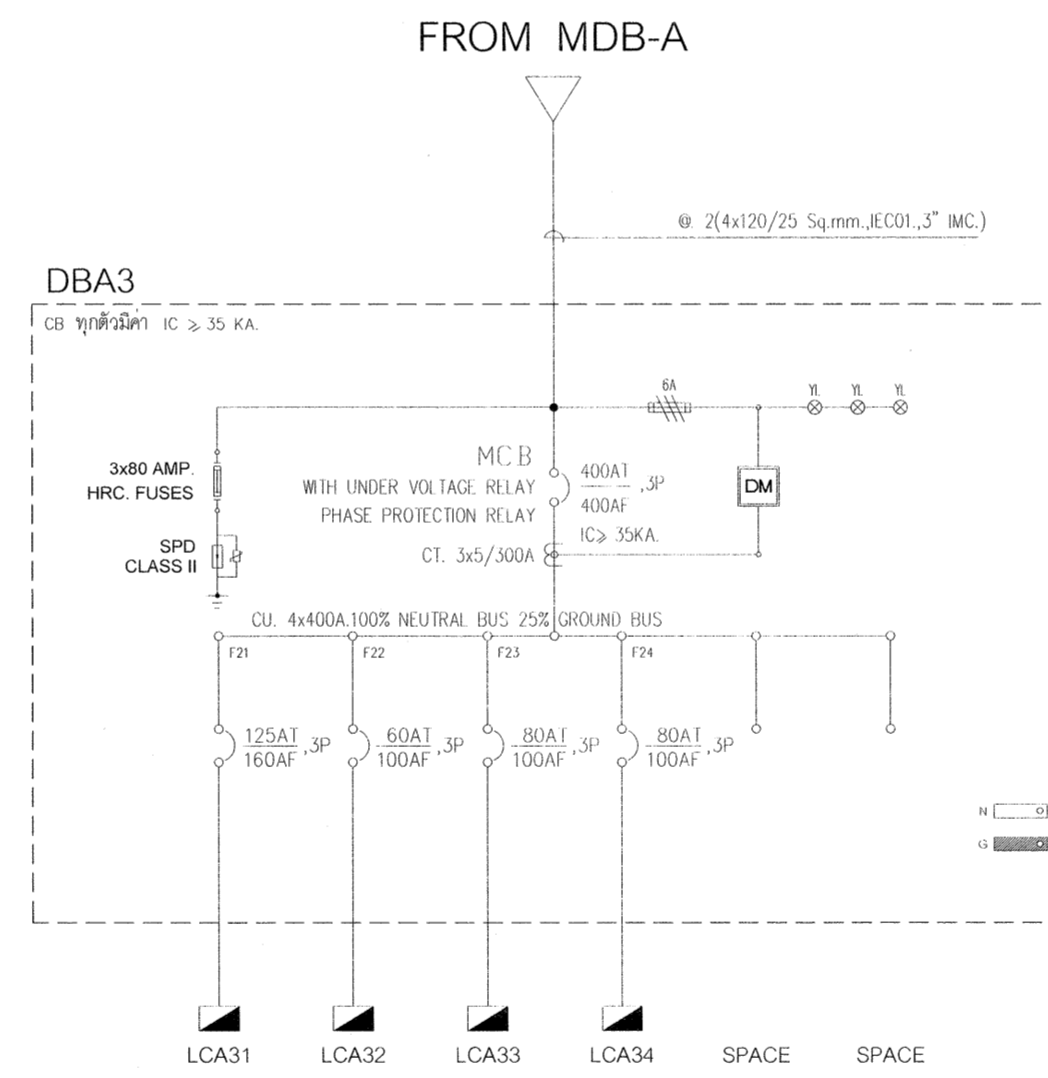 FROM MDB-A
@ 2(4x120/25 Sq.mm.,IEC01.,3" IMC.)
DBA3
CB ทุกตัวมีค่า IC ⩾ 35 KA.
6A
YL
YL
YL
3x80 AMP.
HRC. FUSES
MCB
WITH UNDER VOLTAGE RELAY
PHASE PROTECTION RELAY
400AT
400AF
,3P
DM
IC⩾ 35KA.
CT. 3x5/300A
SPD
CLASS II
CU. 4x400A.100% NEUTRAL BUS 25% GROUND BUS
F21
F22
F23
F24
125AT
160AF
,3P
60AT
100AF
,3P
80AT
100AF
,3P
80AT
100AF
,3P
N
G
LCA31
LCA32
LCA33
LCA34
SPACE
SPACE